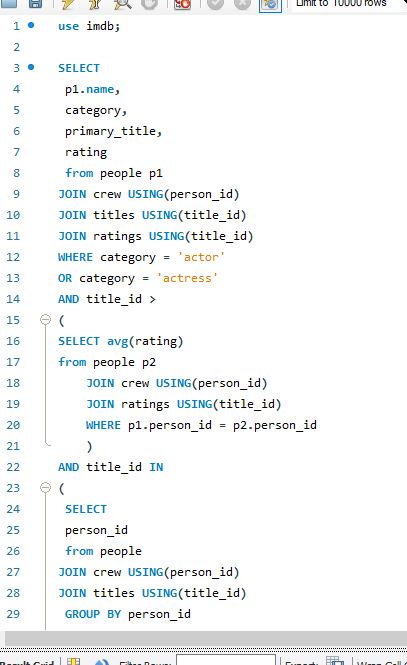 Limit to 10000 rows
1 use imdb;
2
3 SELECT
4 p1.name,
5 category,
6 primary_title,
7 rating
8 from people p1
9 JOIN crew USING(person_id)
10 JOIN titles USING(title_id)
11 JOIN ratings USING(title_id)
12 WHERE category = 'actor'
13 OR category = 'actress'
14 AND title_id >
15 (
16 SELECT avg(rating)
17 from people p2
18 JOIN crew USING(person_id)
19 JOIN ratings USING(title_id)
20 WHERE p1.person_id = p2.person_id
21 )
22 AND title_id IN
23 (
24 SELECT
25 person_id
26 from people
27 JOIN crew USING(person_id)
28 JOIN titles USING(title_id)
29 GROUP BY person_id
Result Grid Filter Rows: Export: Wrap Cell